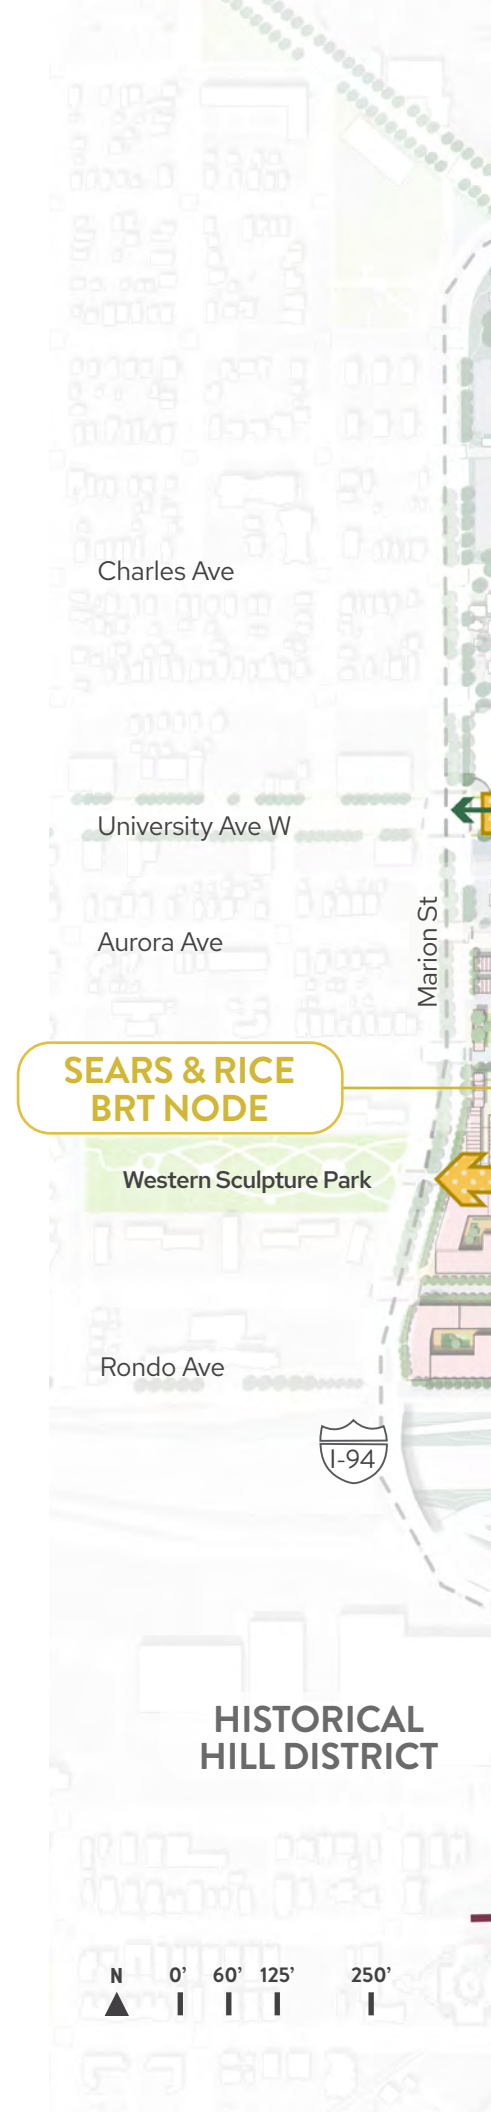 Charles Ave
University Ave W
Marion St
Aurora Ave
SEARS & RICE
BRT NODE
Western Sculpture Park
Rondo Ave
I-94
HISTORICAL
HILL DISTRICT
N 0’ 60’ 125’ 250’